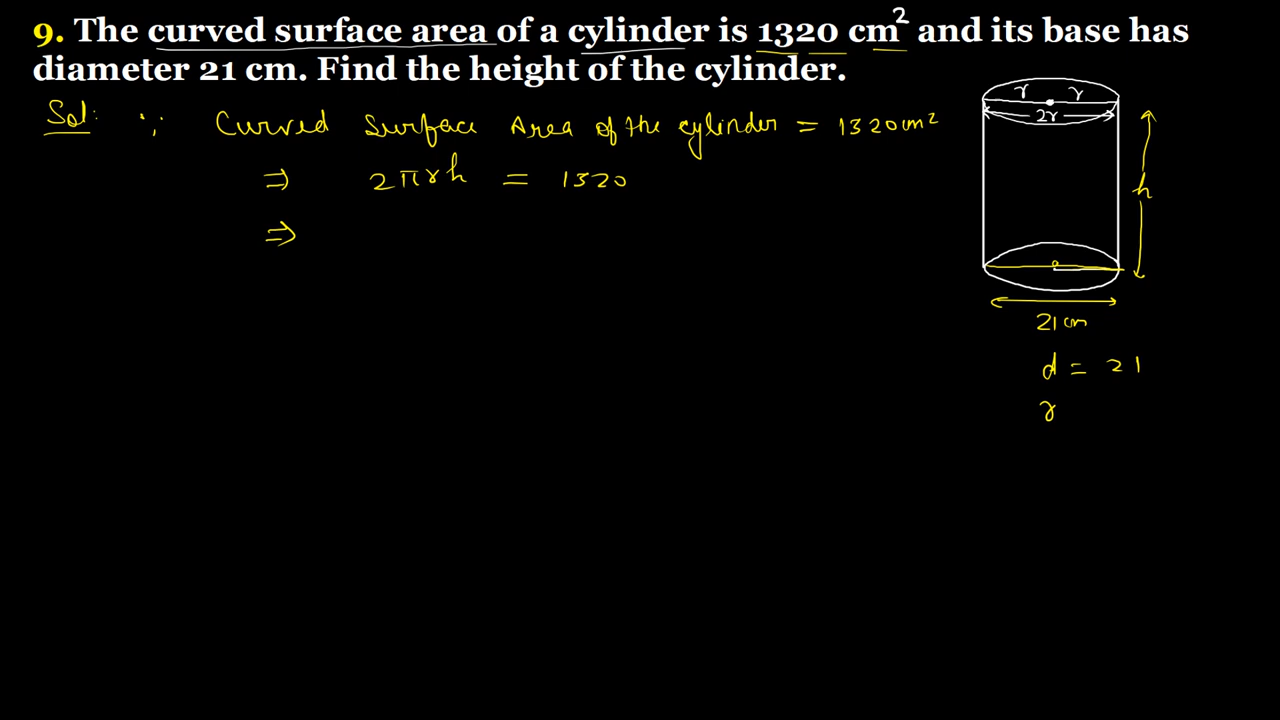 9. The curved surface area of a cylinder is 1320 cm² and its base has
diameter 21 cm. Find the height of the cylinder.
Sol:
∵ Curved Surface Area of the cylinder = 1320cm²
⇒ 2πrh = 1320
⇒
r r
2r
h
21cm
d = 21
r